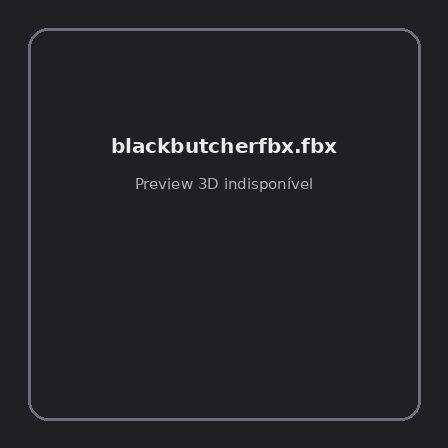 blackbutcherfbx.fbx
Preview 3D indisponível